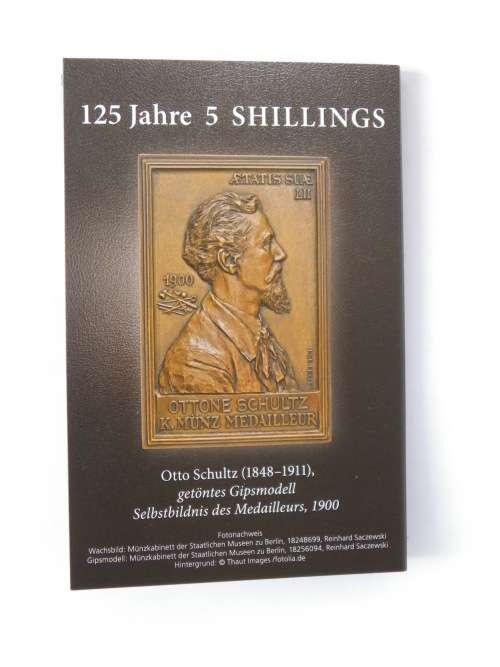 125 Jahre 5 SHILLINGS
ÆTATIS SUÆ
LII
1900
OTTONE SCHULTZ
K. MÜNZ MEDAILLEUR
Otto Schultz (1848–1911),
getöntes Gipsmodell
Selbstbildnis des Medailleurs, 1900
Fotonachweis
Wachsbild: Münzkabinett der Staatlichen Museen zu Berlin, 18248699, Reinhard Saczewski
Gipsmodell: Münzkabinett der Staatlichen Museen zu Berlin, 18256094, Reinhard Saczewski
Hintergrund: © Thaut Images /fotolia.de